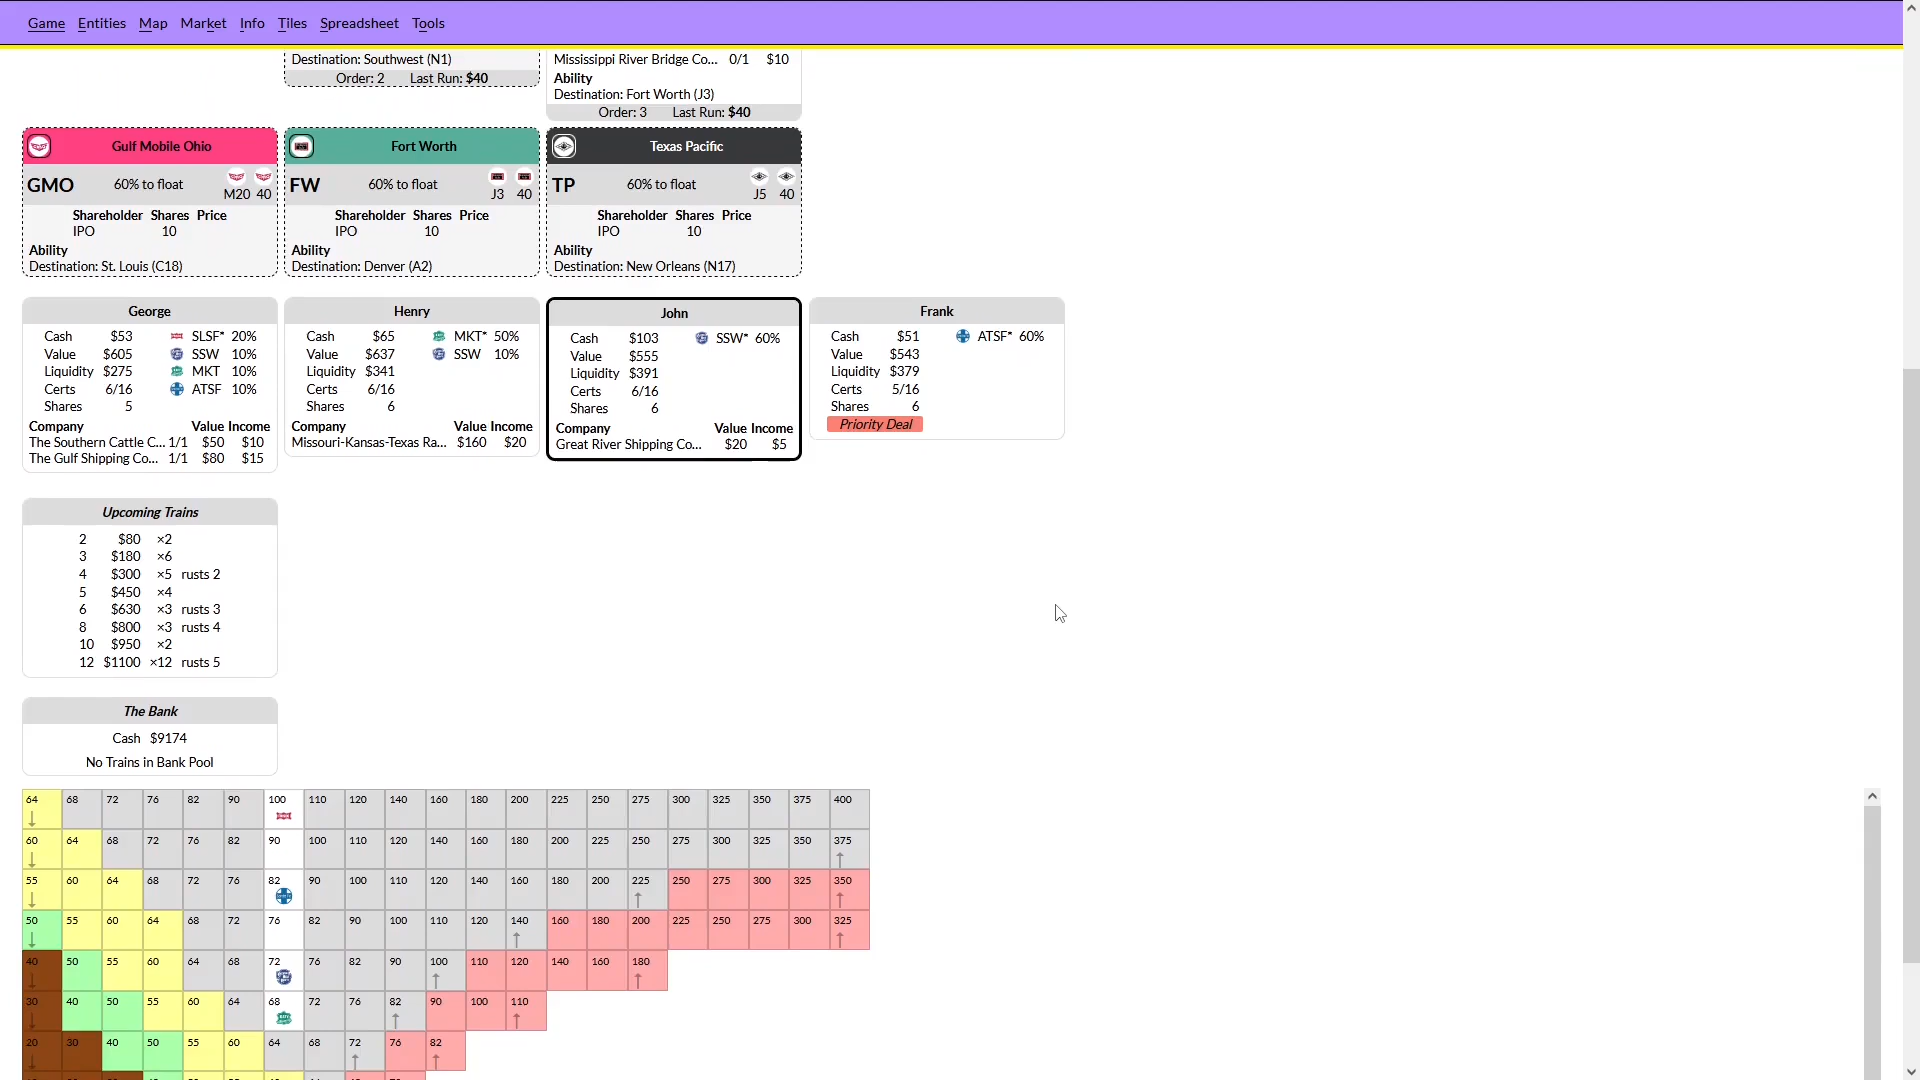 Game Entities Map Market Info Tiles Spreadsheet Tools
Destination: Southwest (N1)
Order: 2 Last Run: $40
Mississippi River Bridge Co... 0/1 $10
Ability
Destination: Fort Worth (J3)
Order: 3 Last Run: $40
Gulf Mobile Ohio
GMO 60% to float M20 40
Shareholder Shares Price
IPO 10
Ability
Destination: St. Louis (C18)
Fort Worth
FW 60% to float J3 40
Shareholder Shares Price
IPO 10
Ability
Destination: Denver (A2)
Texas Pacific
TP 60% to float J5 40
Shareholder Shares Price
IPO 10
Ability
Destination: New Orleans (N17)
George
Cash $53 SLSF* 20%
Value $605 SSW 10%
Liquidity $275 MKT 10%
Certs 6/16 ATSF 10%
Shares 5
Company Value Income
The Southern Cattle C... 1/1 $50 $10
The Gulf Shipping Co... 1/1 $80 $15
Henry
Cash $65 MKT* 50%
Value $637 SSW 10%
Liquidity $341
Certs 6/16
Shares 6
Company Value Income
Missouri-Kansas-Texas Ra... $160 $20
John
Cash $103 SSW* 60%
Value $555
Liquidity $391
Certs 6/16
Shares 6
Company Value Income
Great River Shipping Co... $20 $5
Frank
Cash $51 ATSF* 60%
Value $543
Liquidity $379
Certs 5/16
Shares 6
Priority Deal
Upcoming Trains
2 $80 ×2
3 $180 ×6
4 $300 ×5 rusts 2
5 $450 ×4
6 $630 ×3 rusts 3
8 $800 ×3 rusts 4
10 $950 ×2
12 $1100 ×12 rusts 5
The Bank
Cash $9174
No Trains in Bank Pool
64 68 72 76 82 90 100 110 120 140 160 180 200 225 250 275 300 325 350 375 400
60 64 68 72 76 82 90 100 110 120 140 160 180 200 225 250 275 300 325 350 375
55 60 64 68 72 76 82 90 100 110 120 140 160 180 200 225 250 275 300 325 350
50 55 60 64 68 72 76 82 90 100 110 120 140 160 180 200 225 250 275 300 325
40 50 55 60 64 68 72 76 82 90 100 110 120 140 160 180
30 40 50 55 60 64 68 72 76 82 90 100 110
20 30 40 50 55 60 64 68 72 76 82